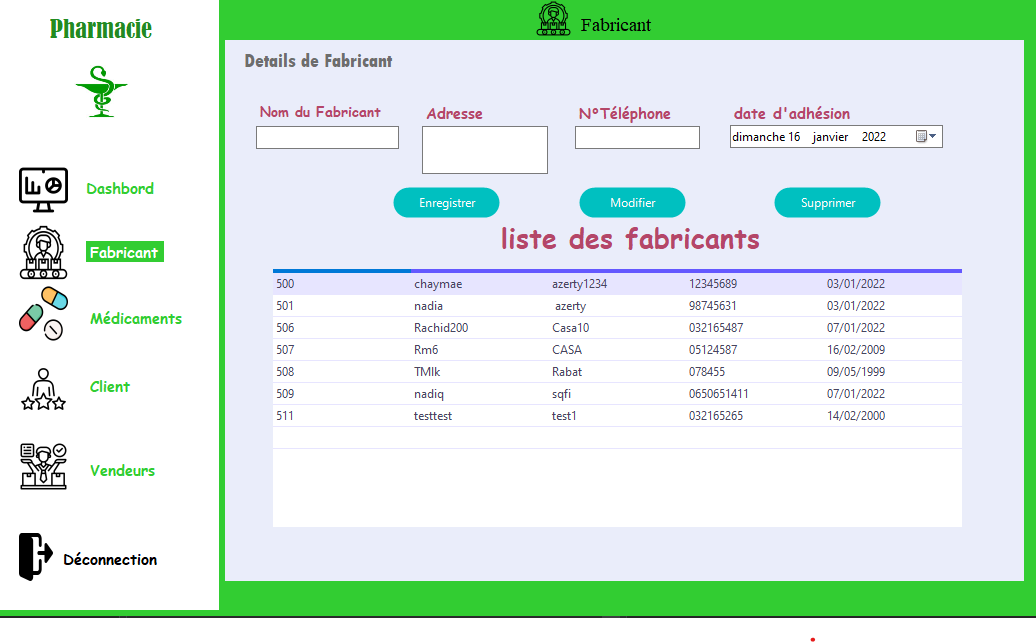 Pharmacie
Dashbord
Fabricant
Médicaments
Client
Vendeurs
Déconnection
Fabricant
Details de Fabricant
Nom du Fabricant Adresse N°Téléphone date d'adhésion
dimanche 16 janvier 2022
Enregistrer Modifier Supprimer
liste des fabricants
500 chaymae azerty1234 12345689 03/01/2022
501 nadia azerty 98745631 03/01/2022
506 Rachid200 Casa10 032165487 07/01/2022
507 Rm6 CASA 05124587 16/02/2009
508 TMlk Rabat 078455 09/05/1999
509 nadiq sqfi 0650651411 07/01/2022
511 testtest test1 032165265 14/02/2000